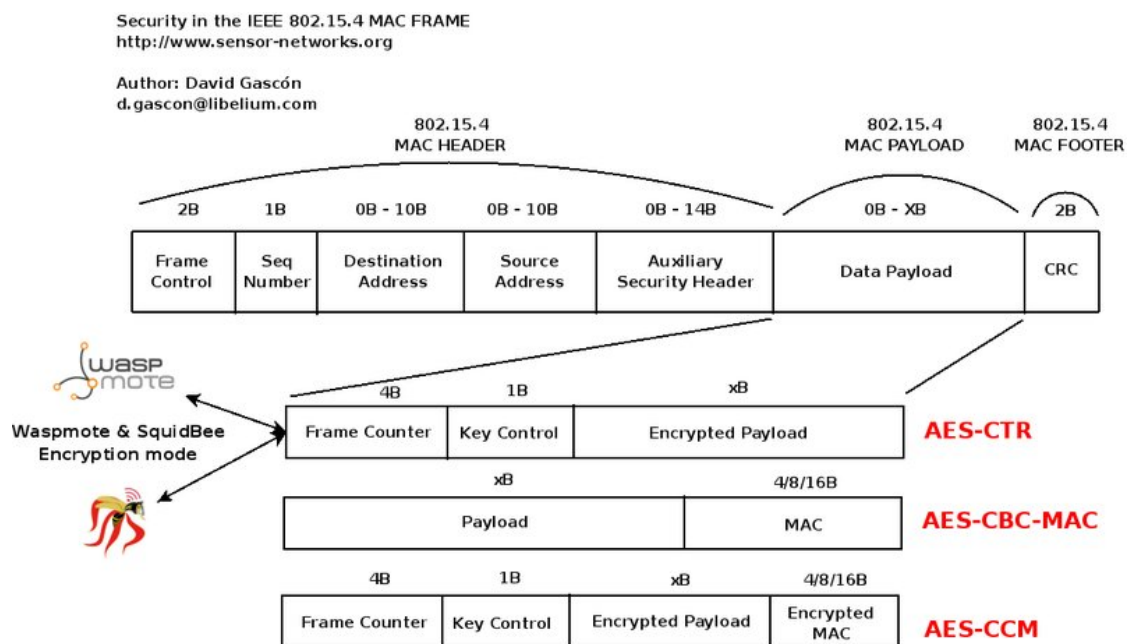 Security in the IEEE 802.15.4 MAC FRAME
http://www.sensor-networks.org
Author: David Gascón
d.gascon@libelium.com
802.15.4
MAC HEADER
802.15.4
MAC PAYLOAD
802.15.4
MAC FOOTER
2B
1B
0B - 10B
0B - 10B
0B - 14B
0B - XB
2B
Frame
Control
Seq
Number
Destination
Address
Source
Address
Auxiliary
Security Header
Data Payload
CRC
wasp
mote
Waspmote & SquidBee
Encryption mode
4B
1B
xB
Frame Counter
Key Control
Encrypted Payload
AES-CTR
xB
4/8/16B
Payload
MAC
AES-CBC-MAC
4B
1B
xB
4/8/16B
Frame Counter
Key Control
Encrypted Payload
Encrypted
MAC
AES-CCM